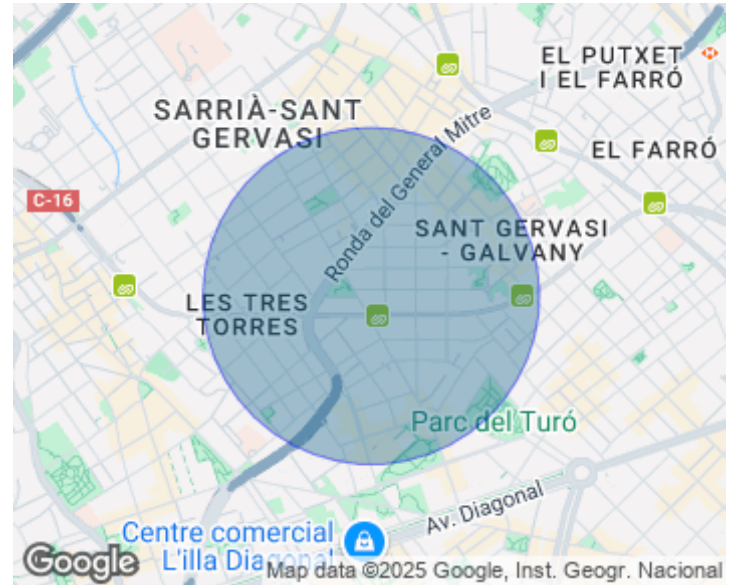 EL PUTXET
I EL FARRÓ
SARRIÀ-SANT
GERVASI
Ronda del General Mitre
EL FARRÓ
C-16
SANT GERVASI
- GALVANY
LES TRES
TORRES
Parc del Turó
Av. Diagonal
Centre comercial
L'illa Diagonal
Google
Map data ©2025 Google, Inst. Geogr. Nacional